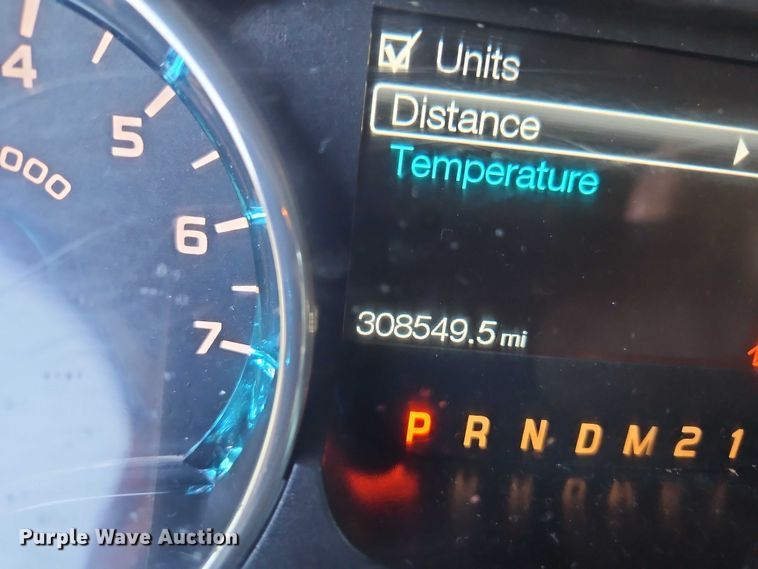 4
5
6
7
000
Units
Distance
Temperature
308549.5 mi
P R N D M 2 1
Purple Wave Auction